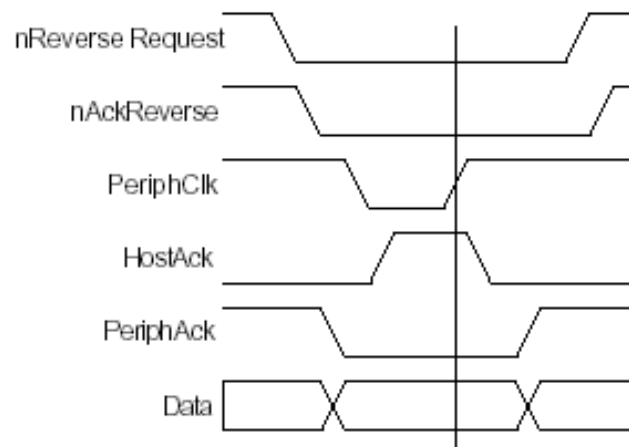 nReverse Request
nAckReverse
PeriphClk
HostAck
PeriphAck
Data